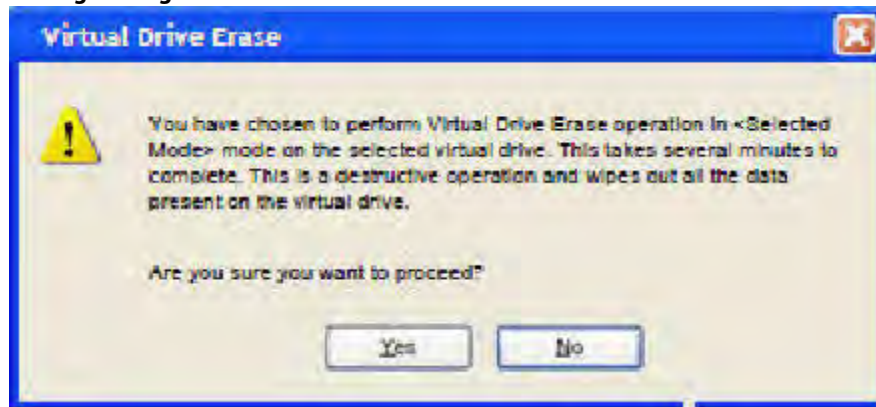 Virtual Drive Erase
You have chosen to perform Virtual Drive Erase operation in <Selected
Mode> mode on the selected virtual drive. This takes several minutes to
complete. This is a destructive operation and wipes out all the data
present on the virtual drive.
Are you sure you want to proceed?
Yes
No